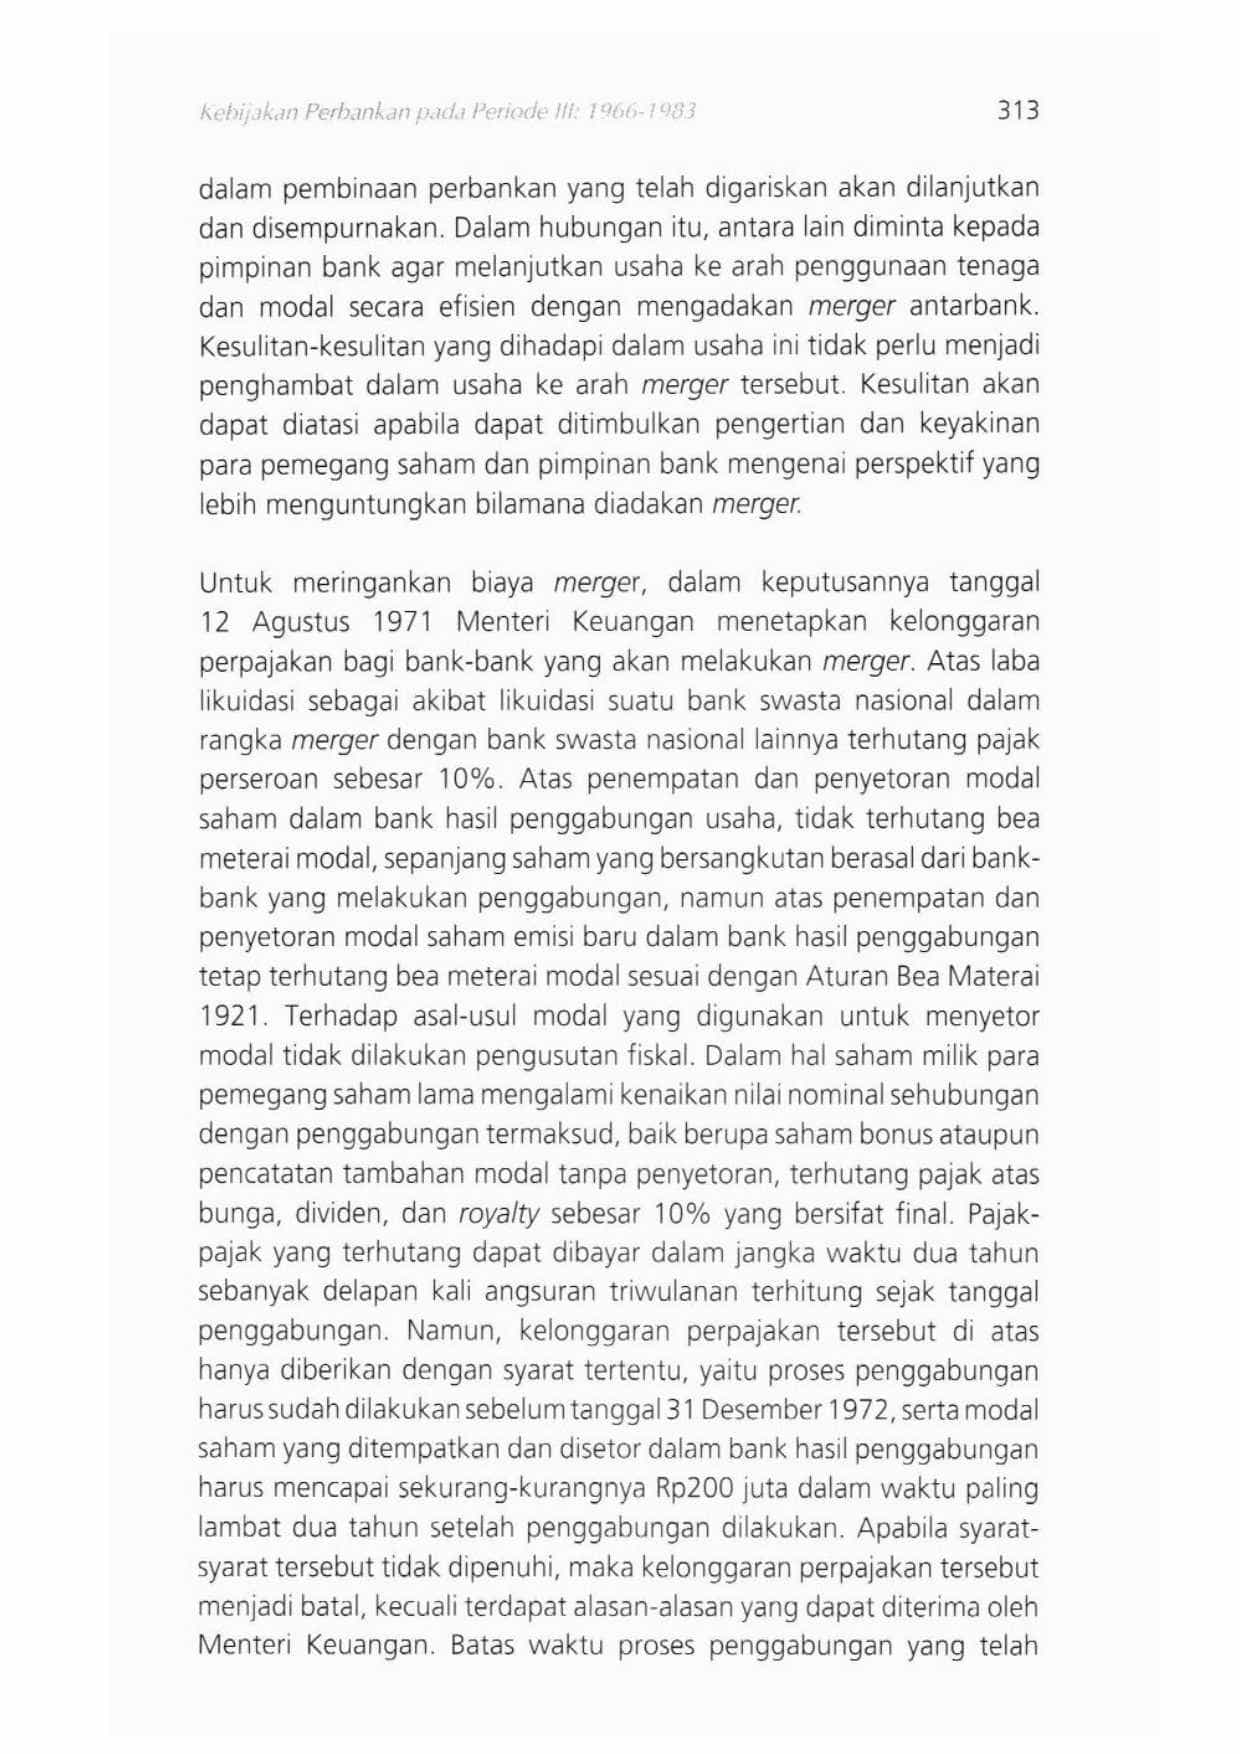 Kebijakan Perbankan pada Periode III: 1966-1983 313
dalam pembinaan perbankan yang telah digariskan akan dilanjutkan
dan disempurnakan. Dalam hubungan itu, antara lain diminta kepada
pimpinan bank agar melanjutkan usaha ke arah penggunaan tenaga
dan modal secara efisien dengan mengadakan merger antarbank.
Kesulitan-kesulitan yang dihadapi dalam usaha ini tidak perlu menjadi
penghambat dalam usaha ke arah merger tersebut. Kesulitan akan
dapat diatasi apabila dapat ditimbulkan pengertian dan keyakinan
para pemegang saham dan pimpinan bank mengenai perspektif yang
lebih menguntungkan bilamana diadakan merger.
Untuk meringankan biaya merger, dalam keputusannya tanggal
12 Agustus 1971 Menteri Keuangan menetapkan kelonggaran
perpajakan bagi bank-bank yang akan melakukan merger. Atas laba
likuidasi sebagai akibat likuidasi suatu bank swasta nasional dalam
rangka merger dengan bank swasta nasional lainnya terhutang pajak
perseroan sebesar 10%. Atas penempatan dan penyetoran modal
saham dalam bank hasil penggabungan usaha, tidak terhutang bea
meterai modal, sepanjang saham yang bersangkutan berasal dari bank-
bank yang melakukan penggabungan, namun atas penempatan dan
penyetoran modal saham emisi baru dalam bank hasil penggabungan
tetap terhutang bea meterai modal sesuai dengan Aturan Bea Materai
1921. Terhadap asal-usul modal yang digunakan untuk menyetor
modal tidak dilakukan pengusutan fiskal. Dalam hal saham milik para
pemegang saham lama mengalami kenaikan nilai nominal sehubungan
dengan penggabungan termaksud, baik berupa saham bonus ataupun
pencatatan tambahan modal tanpa penyetoran, terhutang pajak atas
bunga, dividen, dan royalty sebesar 10% yang bersifat final. Pajak-
pajak yang terhutang dapat dibayar dalam jangka waktu dua tahun
sebanyak delapan kali angsuran triwulanan terhitung sejak tanggal
penggabungan. Namun, kelonggaran perpajakan tersebut di atas
hanya diberikan dengan syarat tertentu, yaitu proses penggabungan
harus sudah dilakukan sebelum tanggal 31 Desember 1972, serta modal
saham yang ditempatkan dan disetor dalam bank hasil penggabungan
harus mencapai sekurang-kurangnya Rp200 juta dalam waktu paling
lambat dua tahun setelah penggabungan dilakukan. Apabila syarat-
syarat tersebut tidak dipenuhi, maka kelonggaran perpajakan tersebut
menjadi batal, kecuali terdapat alasan-alasan yang dapat diterima oleh
Menteri Keuangan. Batas waktu proses penggabungan yang telah